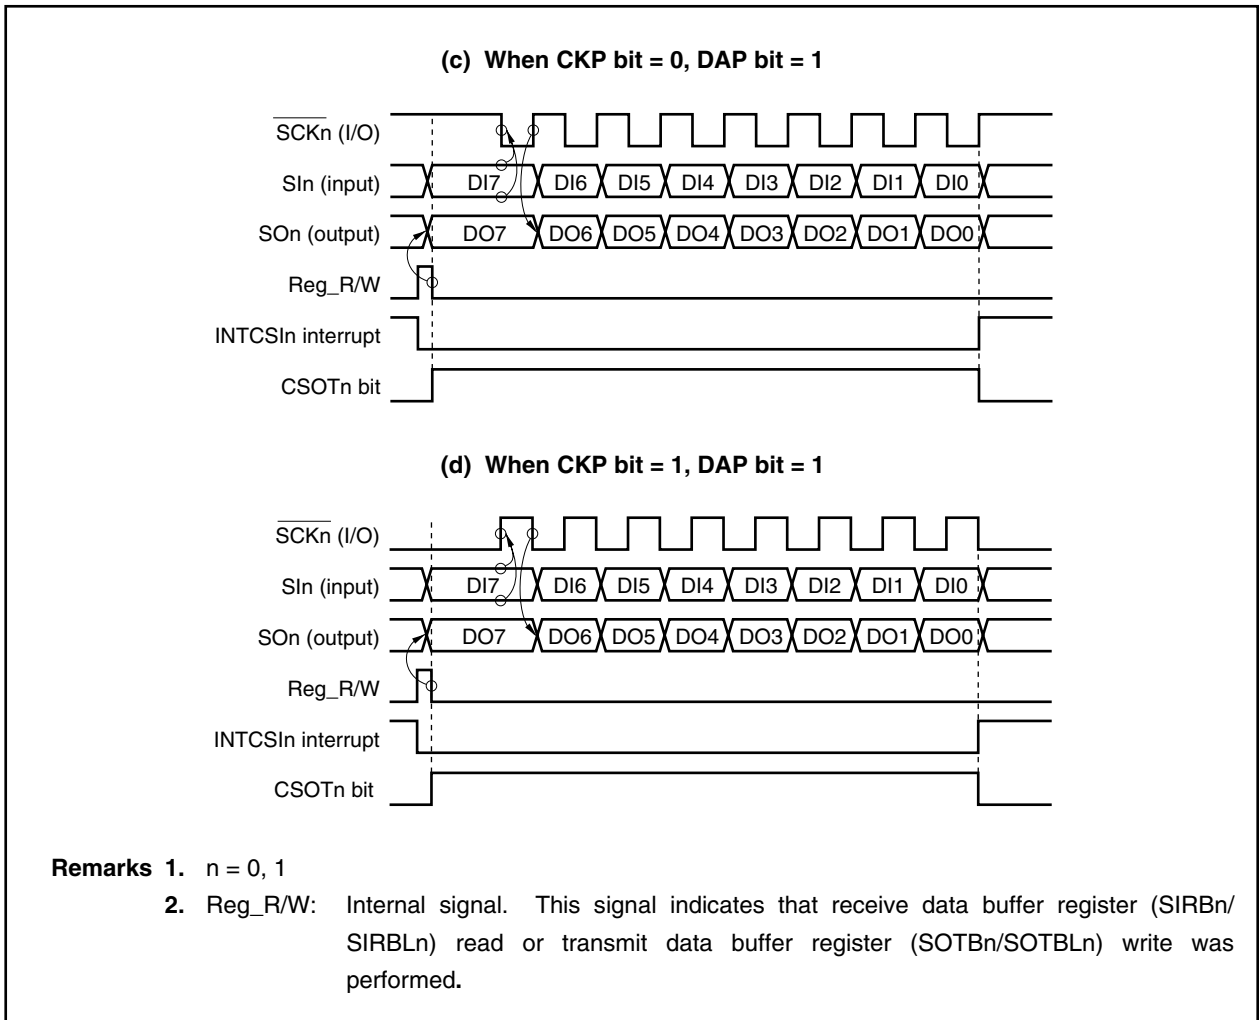 (c) When CKP bit = 0, DAP bit = 1
SCKn (I/O)
SIn (input) DI7 DI6 DI5 DI4 DI3 DI2 DI1 DI0
SOn (output) DO7 DO6 DO5 DO4 DO3 DO2 DO1 DO0
Reg_R/W
INTCSIn interrupt
CSOTn bit
(d) When CKP bit = 1, DAP bit = 1
SCKn (I/O)
SIn (input) DI7 DI6 DI5 DI4 DI3 DI2 DI1 DI0
SOn (output) DO7 DO6 DO5 DO4 DO3 DO2 DO1 DO0
Reg_R/W
INTCSIn interrupt
CSOTn bit
Remarks 1. n = 0, 1
2. Reg_R/W: Internal signal. This signal indicates that receive data buffer register (SIRBn/
SIRBLn) read or transmit data buffer register (SOTBn/SOTBLn) write was
performed.